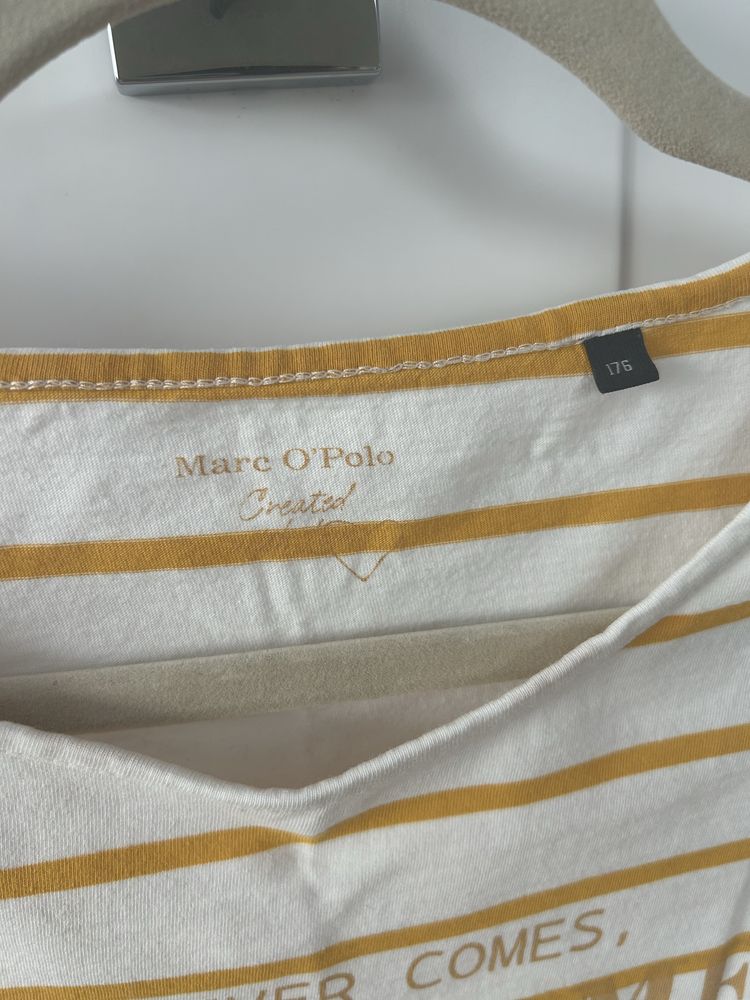 176
Marc O'Polo
Created
COMES,